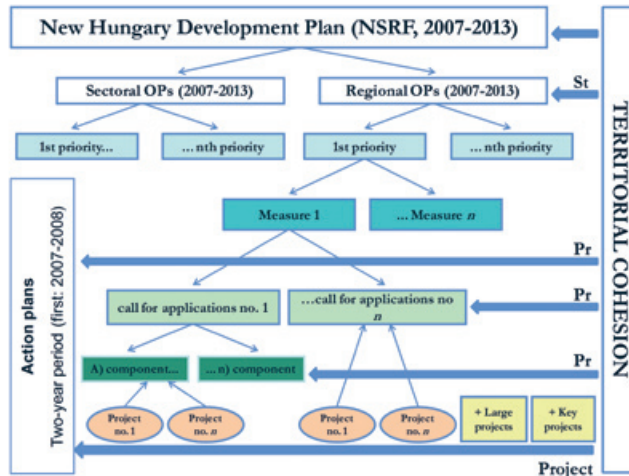 New Hungary Development Plan (NSRF, 2007-2013)
Sectoral OPs (2007-2013)
Regional OPs (2007-2013)
St
1st priority...
... nth priority
1st priority
... nth priority
Measure 1
... Measure n
Pr
call for applications no. 1
...call for applications no
n
Pr
A) component...
... n) component
Pr
Project
no. 1
Project
no. n
Project
no. 1
Project
no. n
+ Large
projects
+ Key
projects
Project
Action plans
Two-year period (first: 2007-2008)
TERRITORIAL COHESION